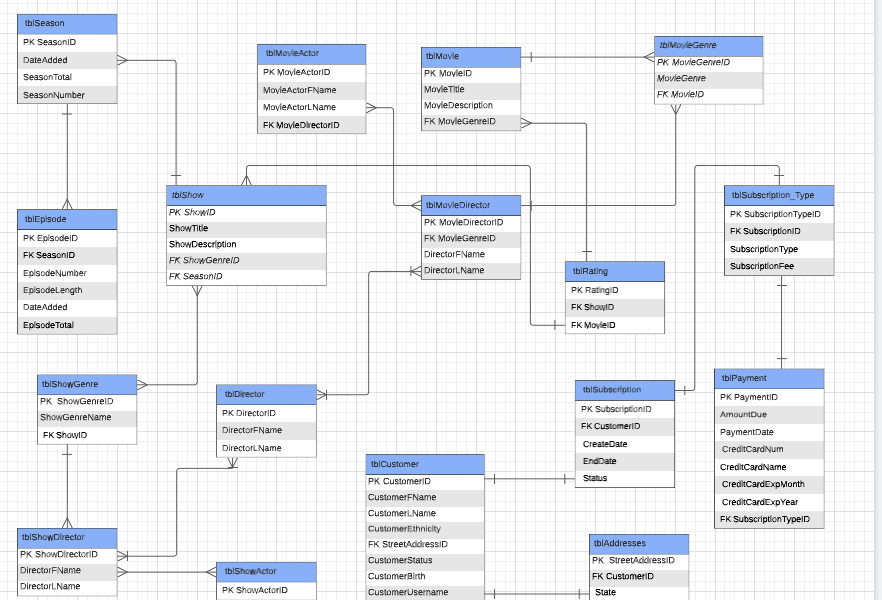 tblSeason
PK SeasonID
DateAdded
SeasonTotal
SeasonNumber
tblMovieActor
PK MovieActorID
MovieActorFName
MovieActorLName
FK MovieDirectorID
tblMovie
PK MovieID
MovieTitle
MovieDescription
FK MovieGenreID
tblMovieGenre
PK MovieGenreID
MovieGenre
FK MovieID
tblEpisode
PK EpisodeID
FK SeasonID
EpisodeNumber
EpisodeLength
DateAdded
EpisodeTotal
tblShow
PK ShowID
ShowTitle
ShowDescription
FK ShowGenreID
FK SeasonID
tblMovieDirector
PK MovieDirectorID
FK MovieGenreID
DirectorFName
DirectorLName
tblRating
PK RatingID
FK ShowID
FK MovieID
tblSubscription_Type
PK SubscriptionTypeID
FK SubscriptionID
SubscriptionType
SubscriptionFee
tblShowGenre
PK ShowGenreID
ShowGenreName
FK ShowID
tblDirector
PK DirectorID
DirectorFName
DirectorLName
tblSubscription
PK SubscriptionID
FK CustomerID
CreateDate
EndDate
Status
tblPayment
PK PaymentID
AmountDue
PaymentDate
CreditCardNum
CreditCardName
CreditCardExpMonth
CreditCardExpYear
FK SubscriptionTypeID
tblCustomer
PK CustomerID
CustomerFName
CustomerLName
CustomerEthnicity
FK StreetAddressID
CustomerStatus
CustomerBirth
CustomerUsername
tblShowDirector
PK ShowDirectorID
DirectorFName
DirectorLName
tblShowActor
PK ShowActorID
tblAddresses
PK StreetAddressID
FK CustomerID
State